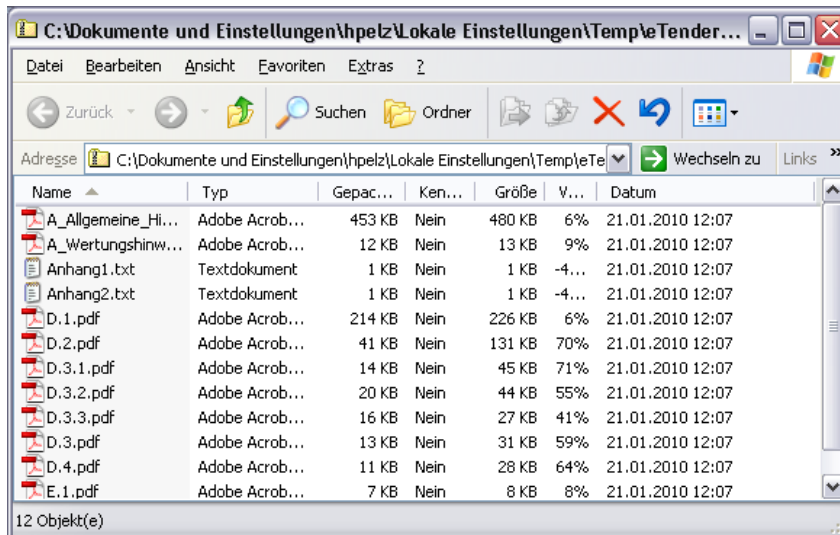 C:\Dokumente und Einstellungen\hpelz\Lokale Einstellungen\Temp\eTender...
Datei Bearbeiten Ansicht Favoriten Extras ?
Zurück Suchen Ordner
Adresse C:\Dokumente und Einstellungen\hpelz\Lokale Einstellungen\Temp\eTe Wechseln zu Links »
Name Typ Gepac... Ken... Größe V... Datum
A_Allgemeine_Hi... Adobe Acrob... 453 KB Nein 480 KB 6% 21.01.2010 12:07
A_Wertungshinw... Adobe Acrob... 12 KB Nein 13 KB 9% 21.01.2010 12:07
Anhang1.txt Textdokument 1 KB Nein 1 KB -4... 21.01.2010 12:07
Anhang2.txt Textdokument 1 KB Nein 1 KB -4... 21.01.2010 12:07
D.1.pdf Adobe Acrob... 214 KB Nein 226 KB 6% 21.01.2010 12:07
D.2.pdf Adobe Acrob... 41 KB Nein 131 KB 70% 21.01.2010 12:07
D.3.1.pdf Adobe Acrob... 14 KB Nein 45 KB 71% 21.01.2010 12:07
D.3.2.pdf Adobe Acrob... 20 KB Nein 44 KB 55% 21.01.2010 12:07
D.3.3.pdf Adobe Acrob... 16 KB Nein 27 KB 41% 21.01.2010 12:07
D.3.pdf Adobe Acrob... 13 KB Nein 31 KB 59% 21.01.2010 12:07
D.4.pdf Adobe Acrob... 11 KB Nein 28 KB 64% 21.01.2010 12:07
E.1.pdf Adobe Acrob... 7 KB Nein 8 KB 8% 21.01.2010 12:07
12 Objekt(e)